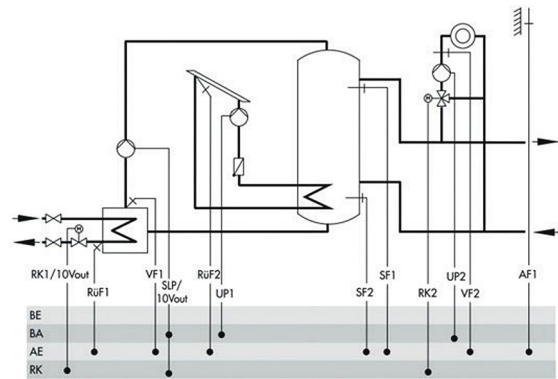 M
M
RK1/10Vout
RüF1
VF1
SLP/
10Vout
RüF2
UP1
SF2
SF1
RK2
UP2
VF2
AF1
BE
BA
AE
RK